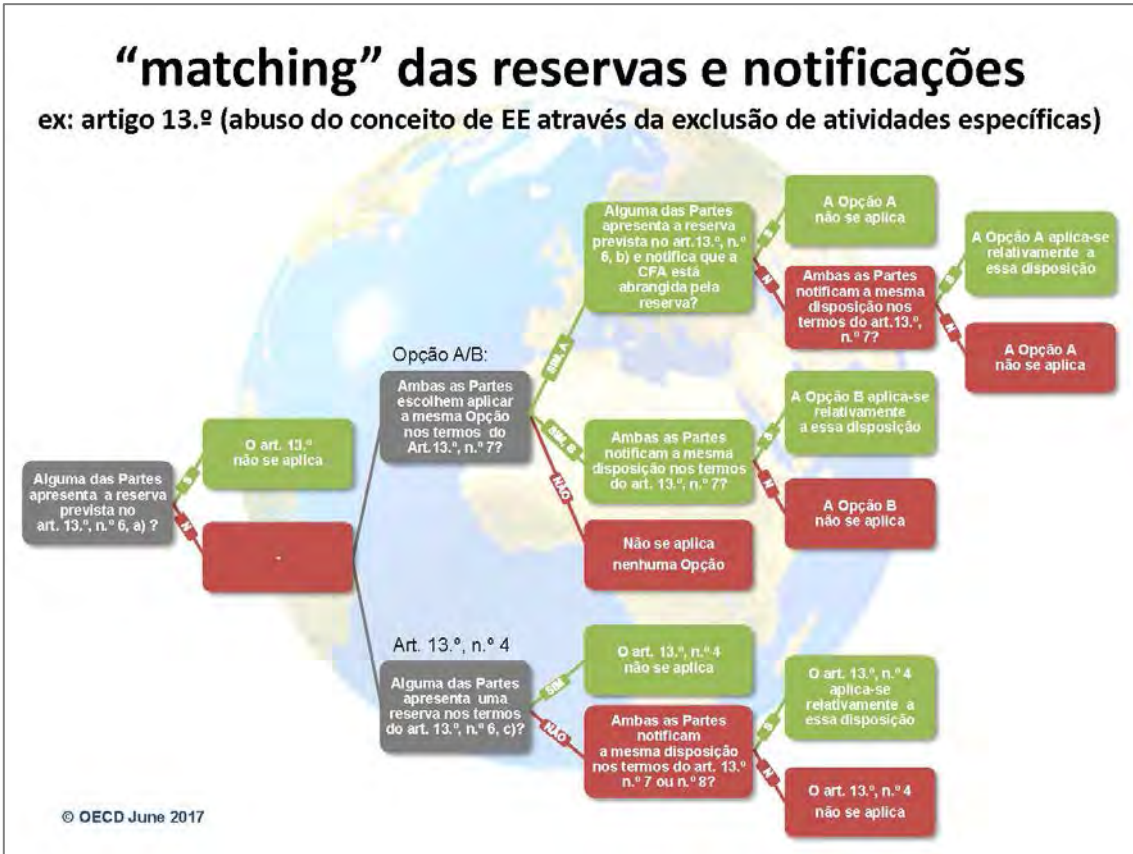 “matching” das reservas e notificações
ex: artigo 13.º (abuso do conceito de EE através da exclusão de atividades específicas)
Alguma das Partes
apresenta a reserva
prevista no
art. 13.º, n.º 6, a) ?
S
O art. 13.º
não se aplica
N
-
Opção A/B:
Ambas as Partes
escolhem aplicar
a mesma Opção
nos termos do
Art.13.º, n.º 7?
SIM, A
Alguma das Partes
apresenta a reserva
prevista no art.13.º, n.º
6, b) e notifica que a
CFA está
abrangida pela
reserva?
S
A Opção A
não se aplica
N
Ambas as Partes
notificam a mesma
disposição nos
termos do art.13.º,
n.º 7?
S
A Opção A aplica-se
relativamente a
essa disposição
N
A Opção A
não se aplica
SIM, B
Ambas as Partes
notificam a mesma
disposição nos termos
do art. 13.º, n.º 7?
S
A Opção B aplica-se
relativamente
a essa disposição
N
A Opção B
não se aplica
NÃO
Não se aplica
nenhuma Opção
Art. 13.º, n.º 4
Alguma das Partes
apresenta uma
reserva nos termos
do art. 13.º, n.º 6, c)?
SIM
O art. 13.º, n.º 4
não se aplica
NÃO
Ambas as Partes
notificam
a mesma disposição
nos termos do art. 13.º
n.º 7 ou n.º 8?
S
O art. 13.º, n.º 4
aplica-se
relativamente a
essa disposição
N
O art. 13.º, n.º 4
não se aplica
© OECD June 2017